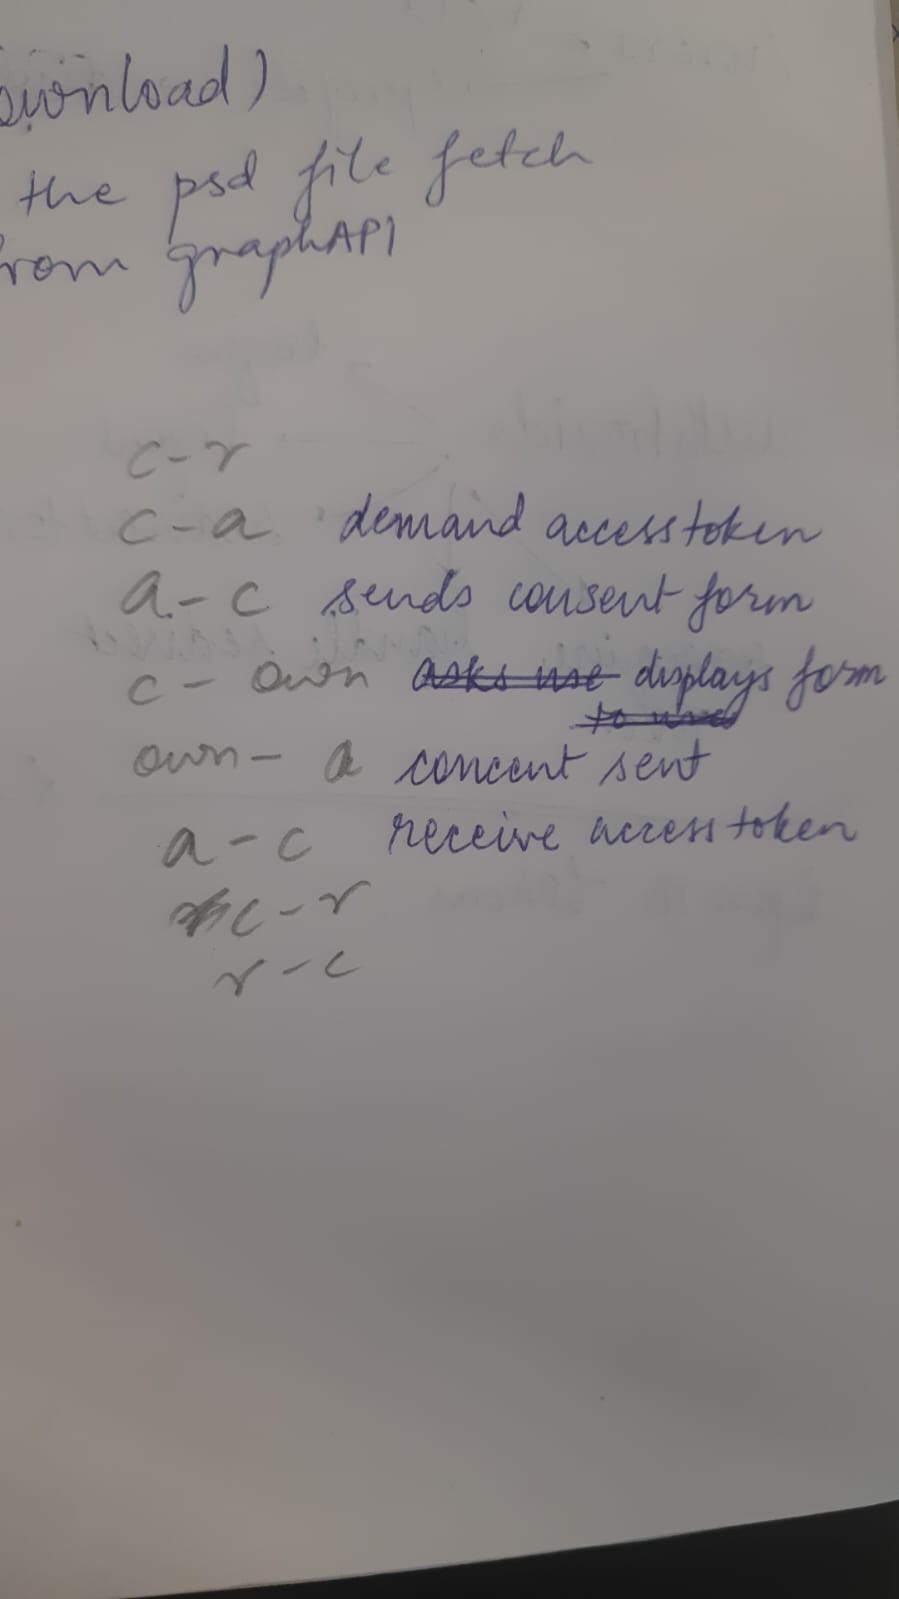 ownload)
the psd file fetch
rom graphAPI
c - r
c - a demand access token
a - c sends consent form
c - own asks use displays form
to use
own - a concent sent
a - c receive access token
c - r
r - c